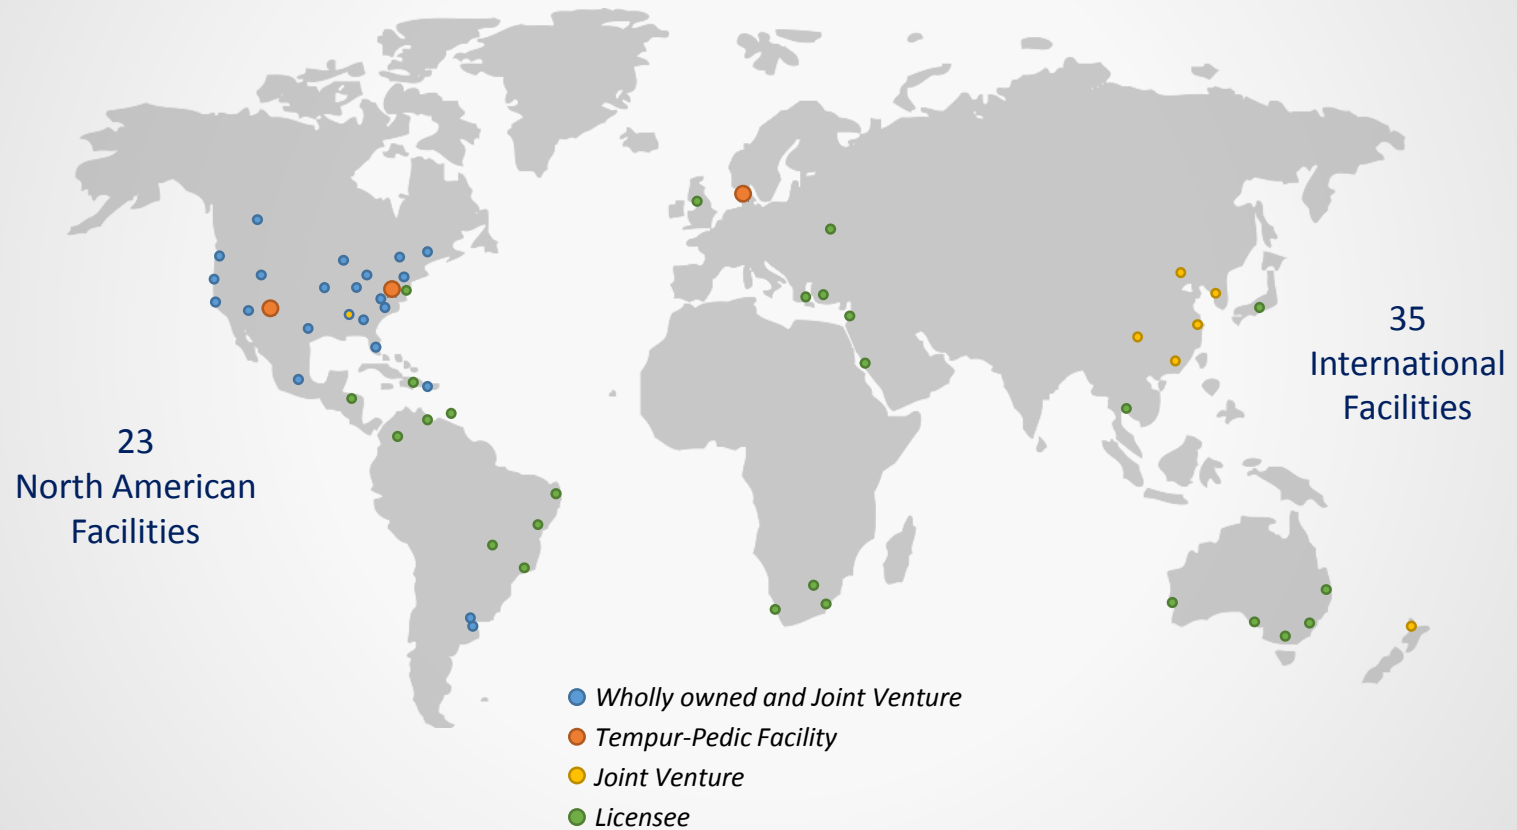 23
North American
Facilities
35
International
Facilities
Wholly owned and Joint Venture
Tempur-Pedic Facility
Joint Venture
Licensee